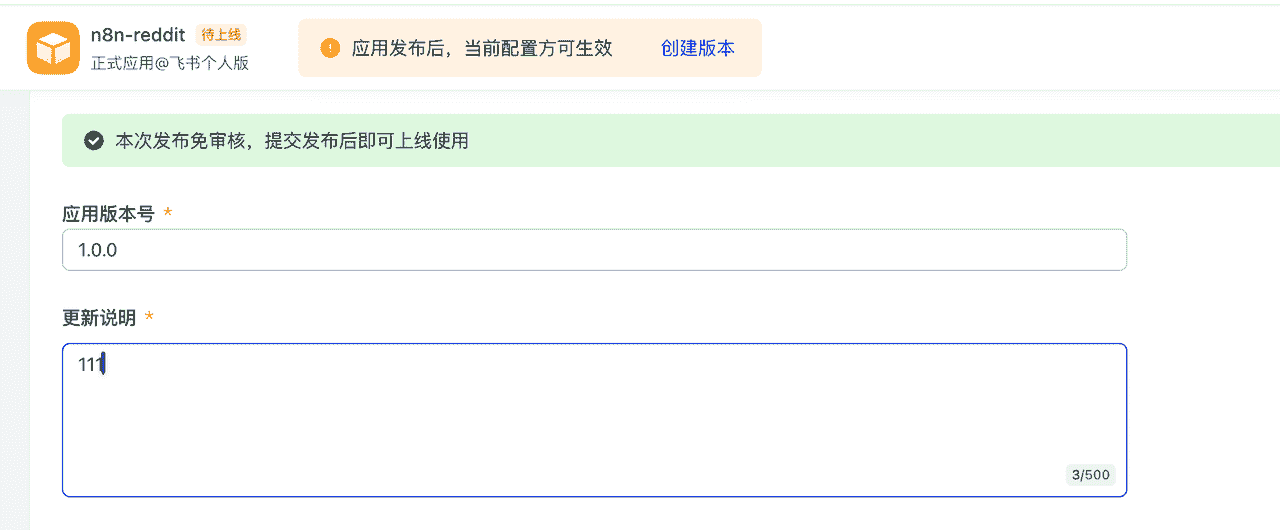 n8n-reddit 待上线
正式应用@飞书个人版
应用发布后，当前配置方可生效 创建版本
本次发布免审核，提交发布后即可上线使用
应用版本号 *
1.0.0
更新说明 *
111
3/500